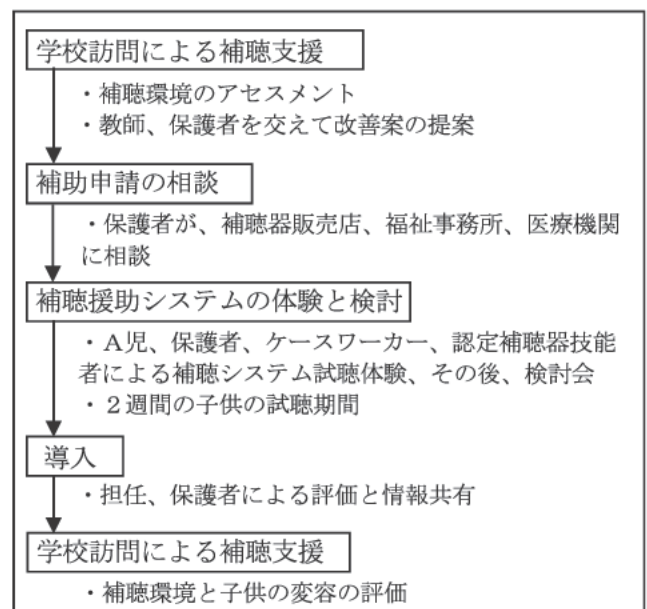 学校訪問による補聴支援
・補聴環境のアセスメント
・教師、保護者を交えて改善案の提案
補助申請の相談
・保護者が、補聴器販売店、福祉事務所、医療機関
に相談
補聴援助システムの体験と検討
・A児、保護者、ケースワーカー、認定補聴器技能
者による補聴システム試聴体験、その後、検討会
・２週間の子供の試聴期間
導入
・担任、保護者による評価と情報共有
学校訪問による補聴支援
・補聴環境と子供の変容の評価